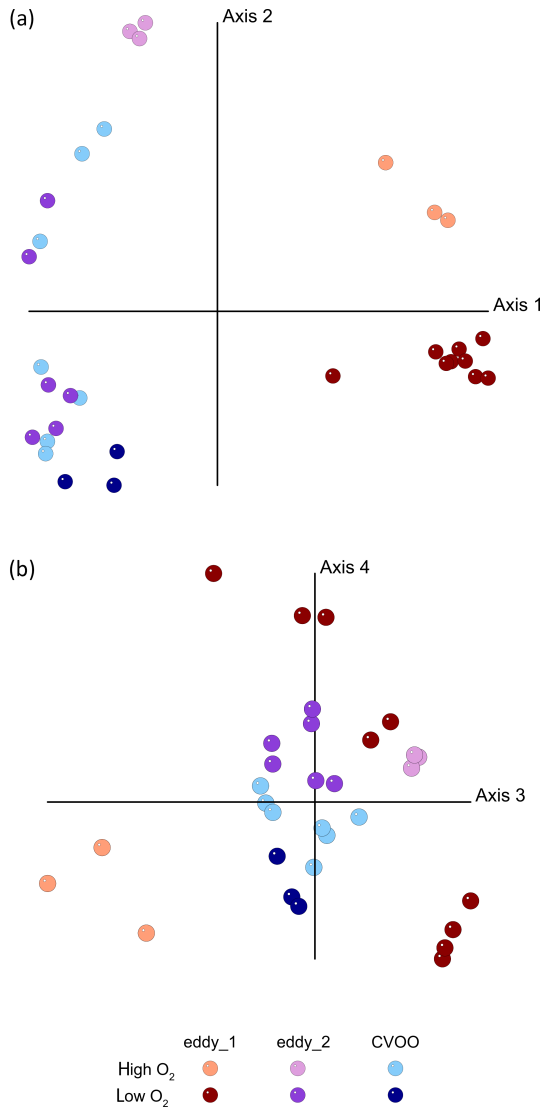 (a)
Axis 2
Axis 1
(b)
Axis 4
Axis 3
eddy_1 eddy_2 CVOO
High O₂
Low O₂